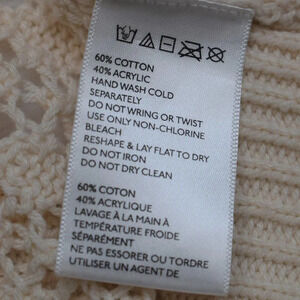 60% COTTON
40% ACRYLIC
HAND WASH COLD
SEPARATELY
DO NOT WRING OR TWIST
USE ONLY NON-CHLORINE
BLEACH
RESHAPE & LAY FLAT TO DRY
DO NOT IRON
DO NOT DRY CLEAN
60% COTON
40% ACRYLIQUE
LAVAGE À LA MAIN À
TEMPÉRATURE FROIDE
SÉPARÉMENT
NE PAS ESSORER OU TORDRE
UTILISER UN AGENT DE